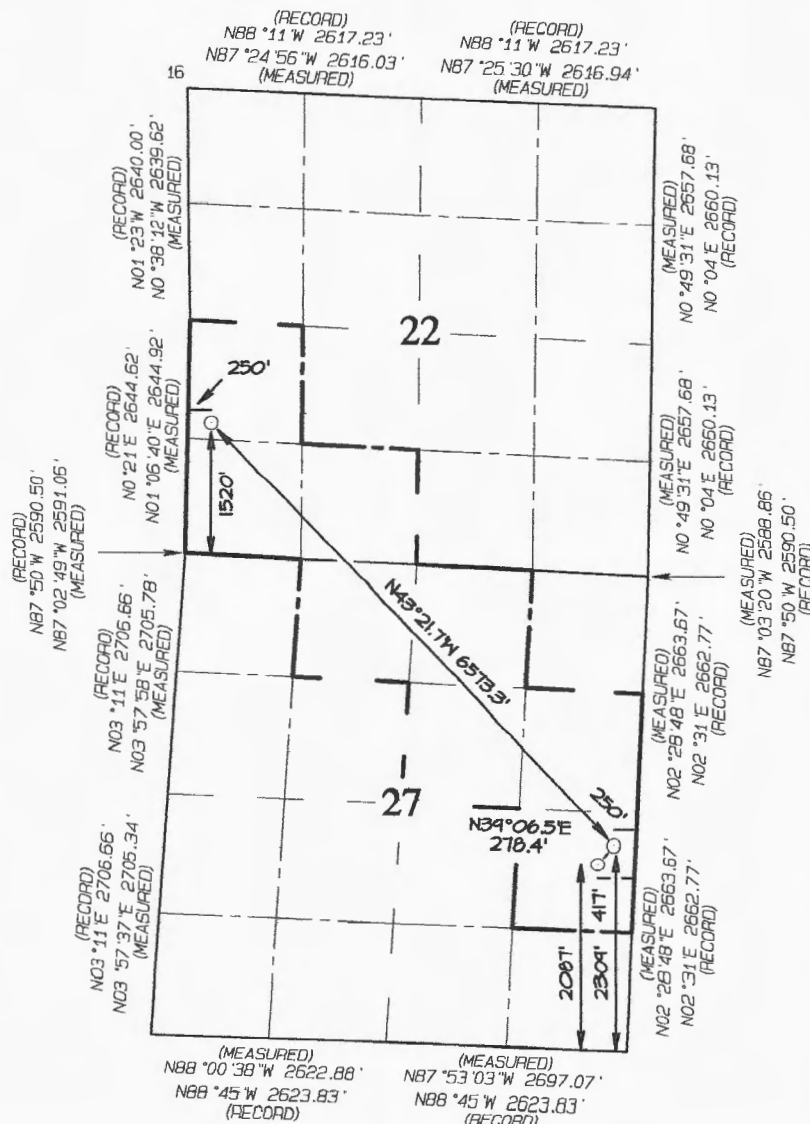 (RECORD)
N88°11'W 2617.23'
N87°24'56"W 2616.03'
(MEASURED)
(RECORD)
N88°11'W 2617.23'
N87°25'30"W 2616.94'
(MEASURED)
16
(RECORD)
N01°23'W 2640.00'
N0°38'12"W 2639.62'
(MEASURED)
(MEASURED)
N0°49'31"E 2657.68'
N0°04'E 2660.13'
(RECORD)
22
250'
(RECORD)
N0°21'E 2644.62'
N01°06'40"E 2644.92'
(MEASURED)
1520'
(MEASURED)
N0°49'31"E 2657.68'
N0°04'E 2660.13'
(RECORD)
(RECORD)
N87°50'W 2590.50'
N87°02'49"W 2591.06'
(MEASURED)
(MEASURED)
N87°03'20"W 2588.86'
N87°50'W 2590.50'
(RECORD)
N43°21.7'W 6573.3'
(RECORD)
N03°11'E 2706.66'
N03°57'58"E 2705.78'
(MEASURED)
(MEASURED)
N02°28'48"E 2663.67'
N02°31'E 2662.77'
(RECORD)
27
250'
N39°06.5'E
278.4'
(RECORD)
N03°11'E 2706.66'
N03°57'37"E 2705.34'
(MEASURED)
417'
2087'
2309'
(MEASURED)
N02°28'48"E 2663.67'
N02°31'E 2662.77'
(RECORD)
(MEASURED)
N88°00'38"W 2622.88'
N88°45'W 2623.83'
(RECORD)
(MEASURED)
N87°53'03"W 2697.07'
N88°45'W 2623.83'
(RECORD)